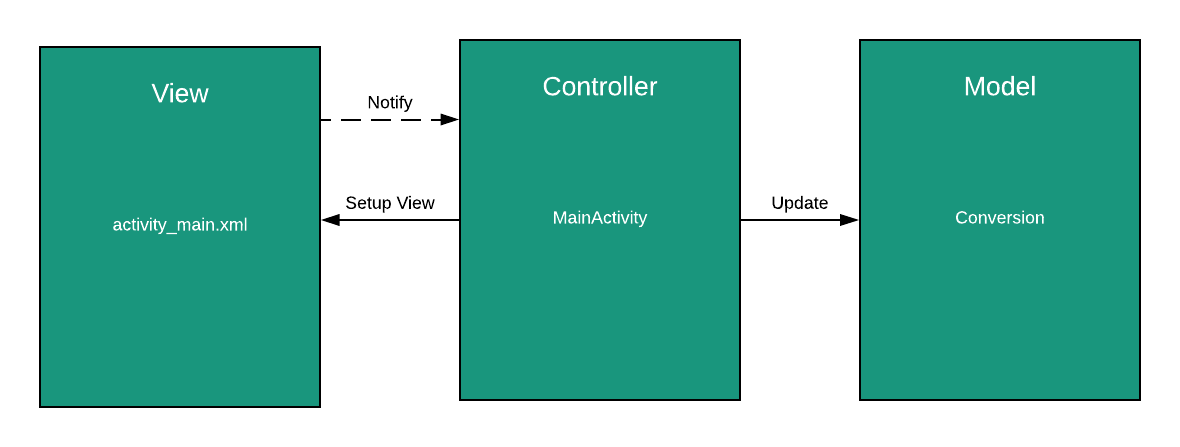 View
activity_main.xml
Notify
Setup View
Controller
MainActivity
Update
Model
Conversion